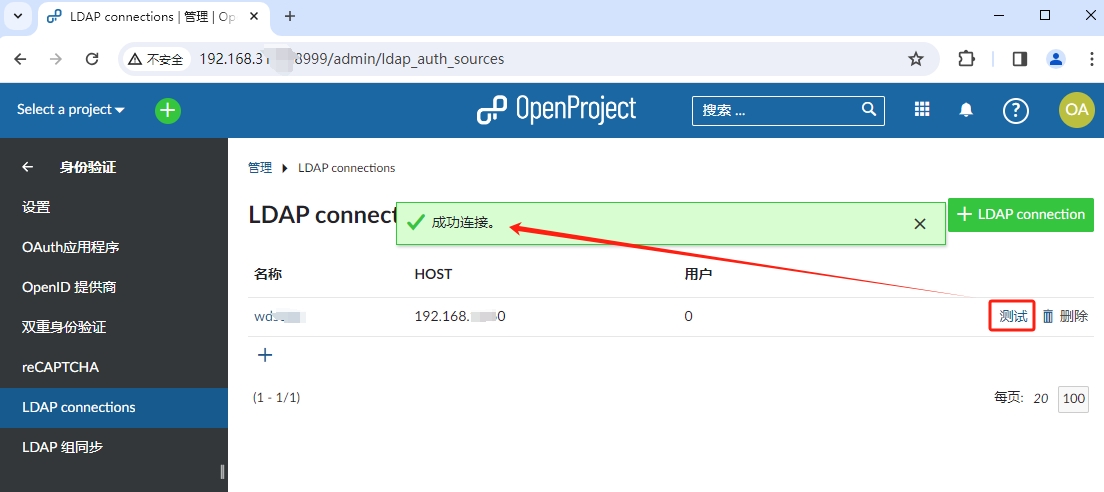 LDAP connections | 管理 | Op
不安全
192.168.3 8999/admin/ldap_auth_sources
Select a project
OpenProject
搜索 ...
OA
身份验证
设置
OAuth应用程序
OpenID 提供商
双重身份验证
reCAPTCHA
LDAP connections
LDAP 组同步
管理
LDAP connections
LDAP connect
成功连接。
LDAP connection
名称 HOST 用户
192.168. 0 0 测试 删除
(1 - 1/1)
每页: 20 100